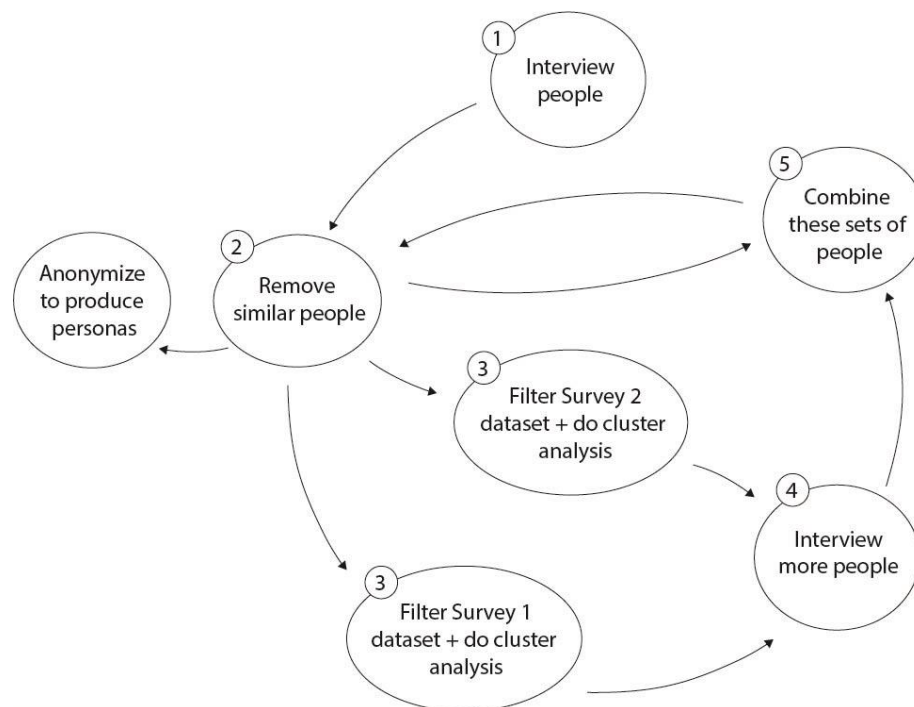 1
Interview
people
5
Combine
these sets of
people
2
Remove
similar people
Anonymize
to produce
personas
3
Filter Survey 2
dataset + do cluster
analysis
4
Interview
more people
3
Filter Survey 1
dataset + do cluster
analysis